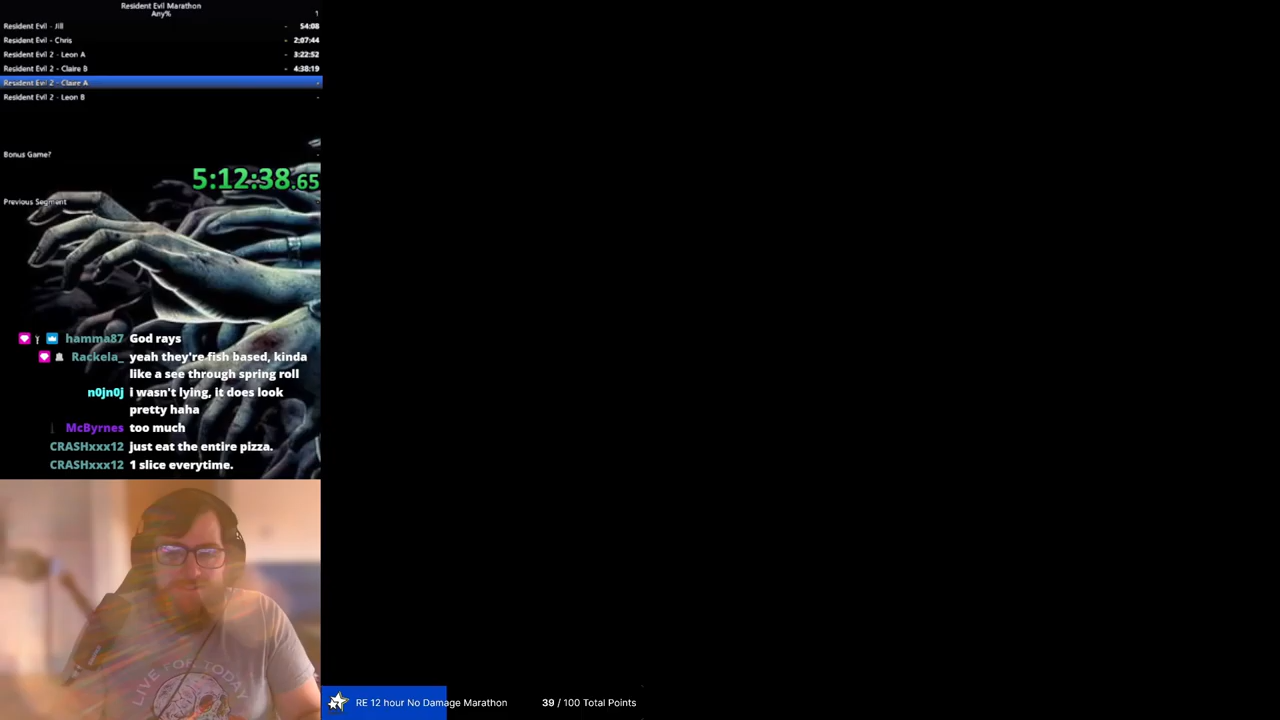 Resident Evil Marathon
Any%
1
Resident Evil - Jill - 54:08
Resident Evil - Chris - 2:07:44
Resident Evil 2 - Leon A - 3:22:52
Resident Evil 2 - Claire B - 4:38:19
Resident Evil 2 - Claire A -
Resident Evil 2 - Leon B -
Bonus Game? -
5:12:38.65
Previous Segment -
hamma87 God rays
Rackela_ yeah they're fish based, kinda
like a see through spring roll
n0jn0j i wasn't lying, it does look
pretty haha
McByrnes too much
CRASHxxx12 just eat the entire pizza.
CRASHxxx12 1 slice everytime.
LIVE FOR TODAY
RE 12 hour No Damage Marathon 39 / 100 Total Points